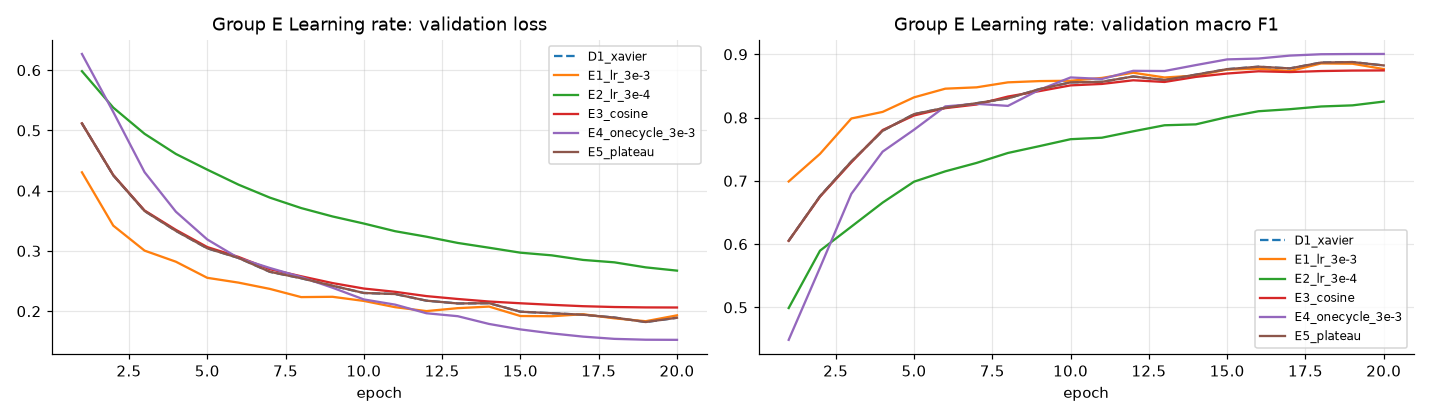 Group E Learning rate: validation loss
0.6
0.5
0.4
0.3
0.2
2.5 5.0 7.5 10.0 12.5 15.0 17.5 20.0
epoch
D1_xavier
E1_lr_3e-3
E2_lr_3e-4
E3_cosine
E4_onecycle_3e-3
E5_plateau
Group E Learning rate: validation macro F1
0.9
0.8
0.7
0.6
0.5
2.5 5.0 7.5 10.0 12.5 15.0 17.5 20.0
epoch
D1_xavier
E1_lr_3e-3
E2_lr_3e-4
E3_cosine
E4_onecycle_3e-3
E5_plateau